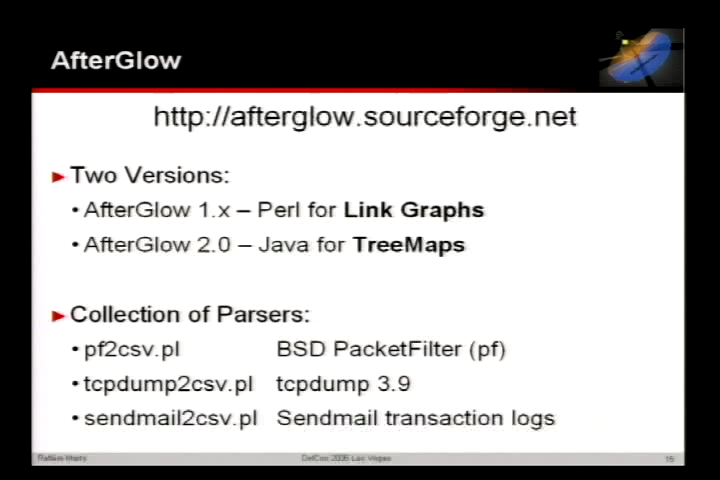 AfterGlow
http://afterglow.sourceforge.net
►Two Versions:
•AfterGlow 1.x – Perl for Link Graphs
•AfterGlow 2.0 – Java for TreeMaps
►Collection of Parsers:
•pf2csv.pl BSD PacketFilter (pf)
•tcpdump2csv.pl tcpdump 3.9
•sendmail2csv.pl Sendmail transaction logs
Raffael Marty DefCon 2006 Las Vegas